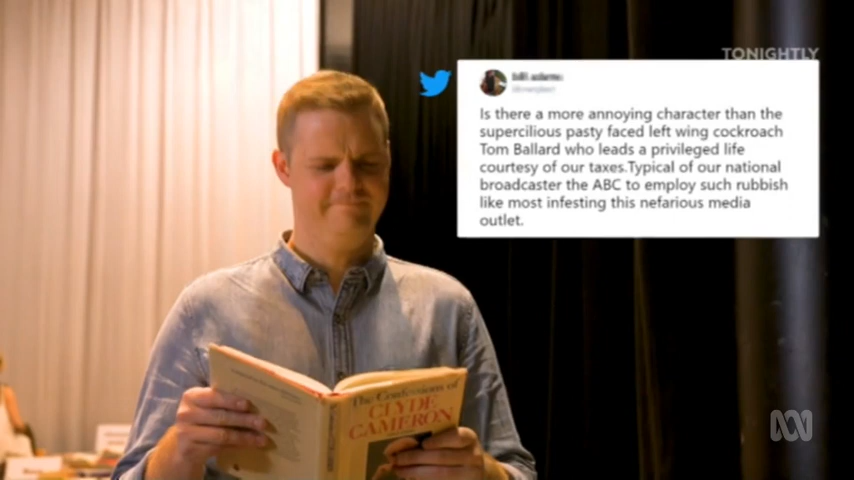 TONIGHTLY
Is there a more annoying character than the
supercilious pasty faced left wing cockroach
Tom Ballard who leads a privileged life
courtesy of our taxes.Typical of our national
broadcaster the ABC to employ such rubbish
like most infesting this nefarious media
outlet.
The Confessions of
CLYDE
CAMERON